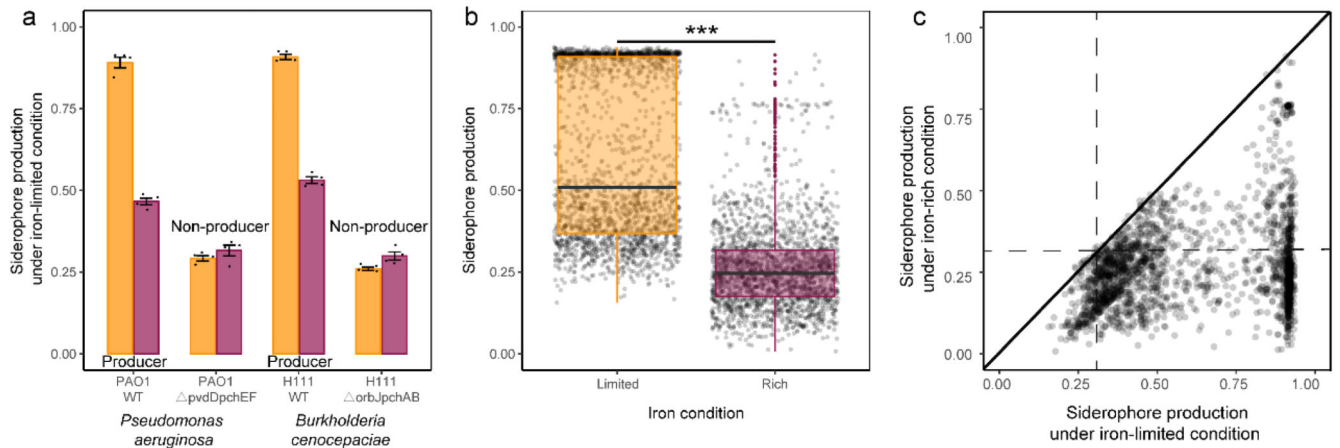 a
Siderophore production
under iron-limited condition
1.00
0.75
0.50
0.25
0.00
Non-producer
Non-producer
Producer
Producer
PAO1
WT
PAO1
△pvdDpchEF
H111
WT
H111
△orbJpchAB
Pseudomonas
aeruginosa
Burkholderia
cenocepaciae
b
Siderophore production
1.00
0.75
0.50
0.25
0.00
***
Limited
Rich
Iron condition
c
Siderophore production
under iron-rich condition
1.00
0.75
0.50
0.25
0.00
0.00
0.25
0.50
0.75
1.00
Siderophore production
under iron-limited condition